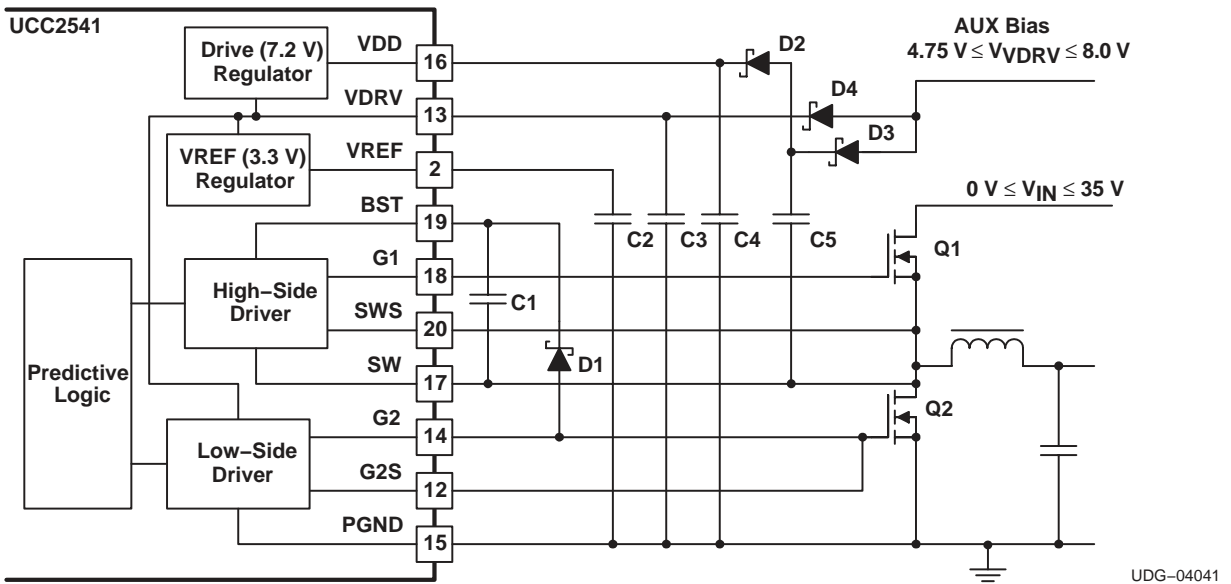 UCC2541
Drive (7.2 V)
Regulator
VREF (3.3 V)
Regulator
High−Side
Driver
Predictive
Logic
Low−Side
Driver
VDD
16
VDRV
13
VREF
2
BST
19
G1
18
SWS
20
SW
17
G2
14
G2S
12
PGND
15
C1
D1
C2
C3
C4
C5
D2
D4
D3
AUX Bias
4.75 V ≤ VVDRV ≤ 8.0 V
0 V ≤ VIN ≤ 35 V
Q1
Q2
UDG−04041